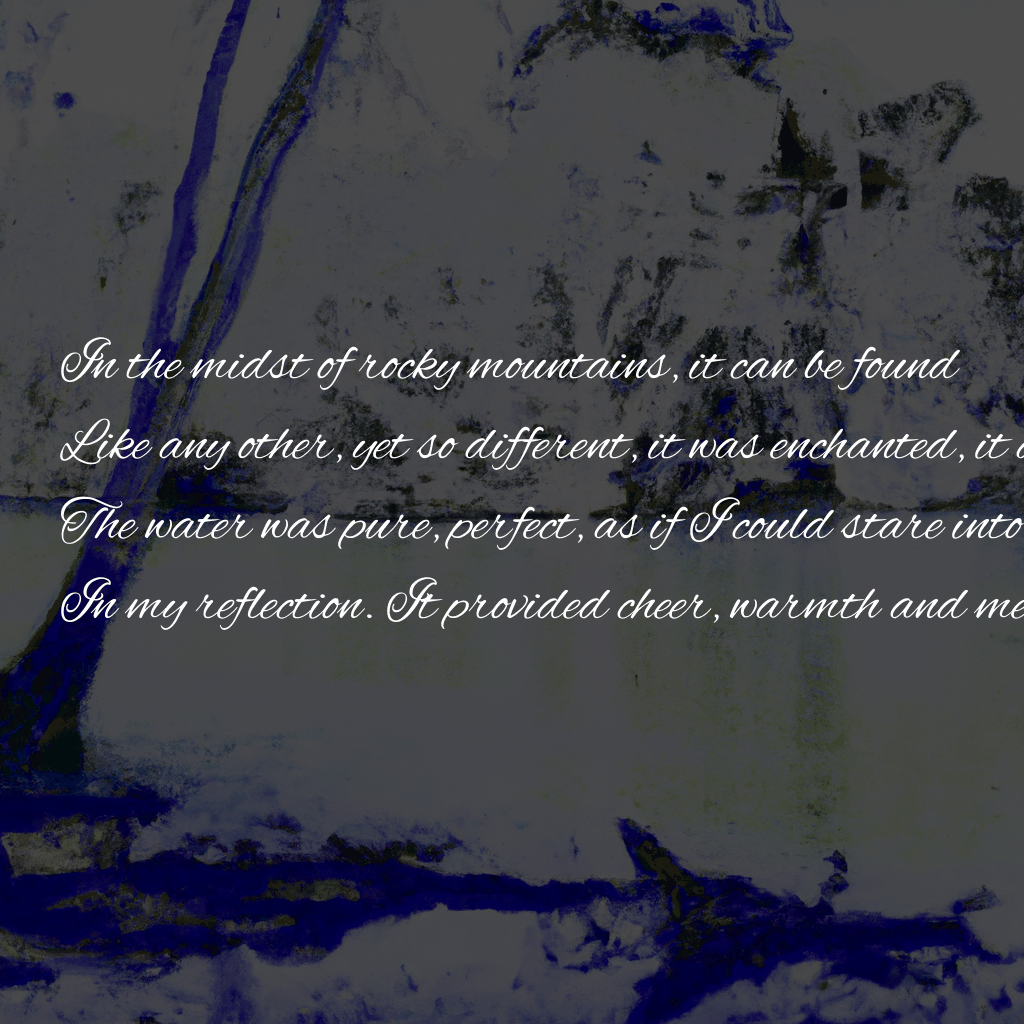 In the midst of rocky mountains, it can be found
Like any other, yet so different, it was enchanted, it
The water was pure, perfect, as if I could stare into
In my reflection. It provided cheer, warmth and